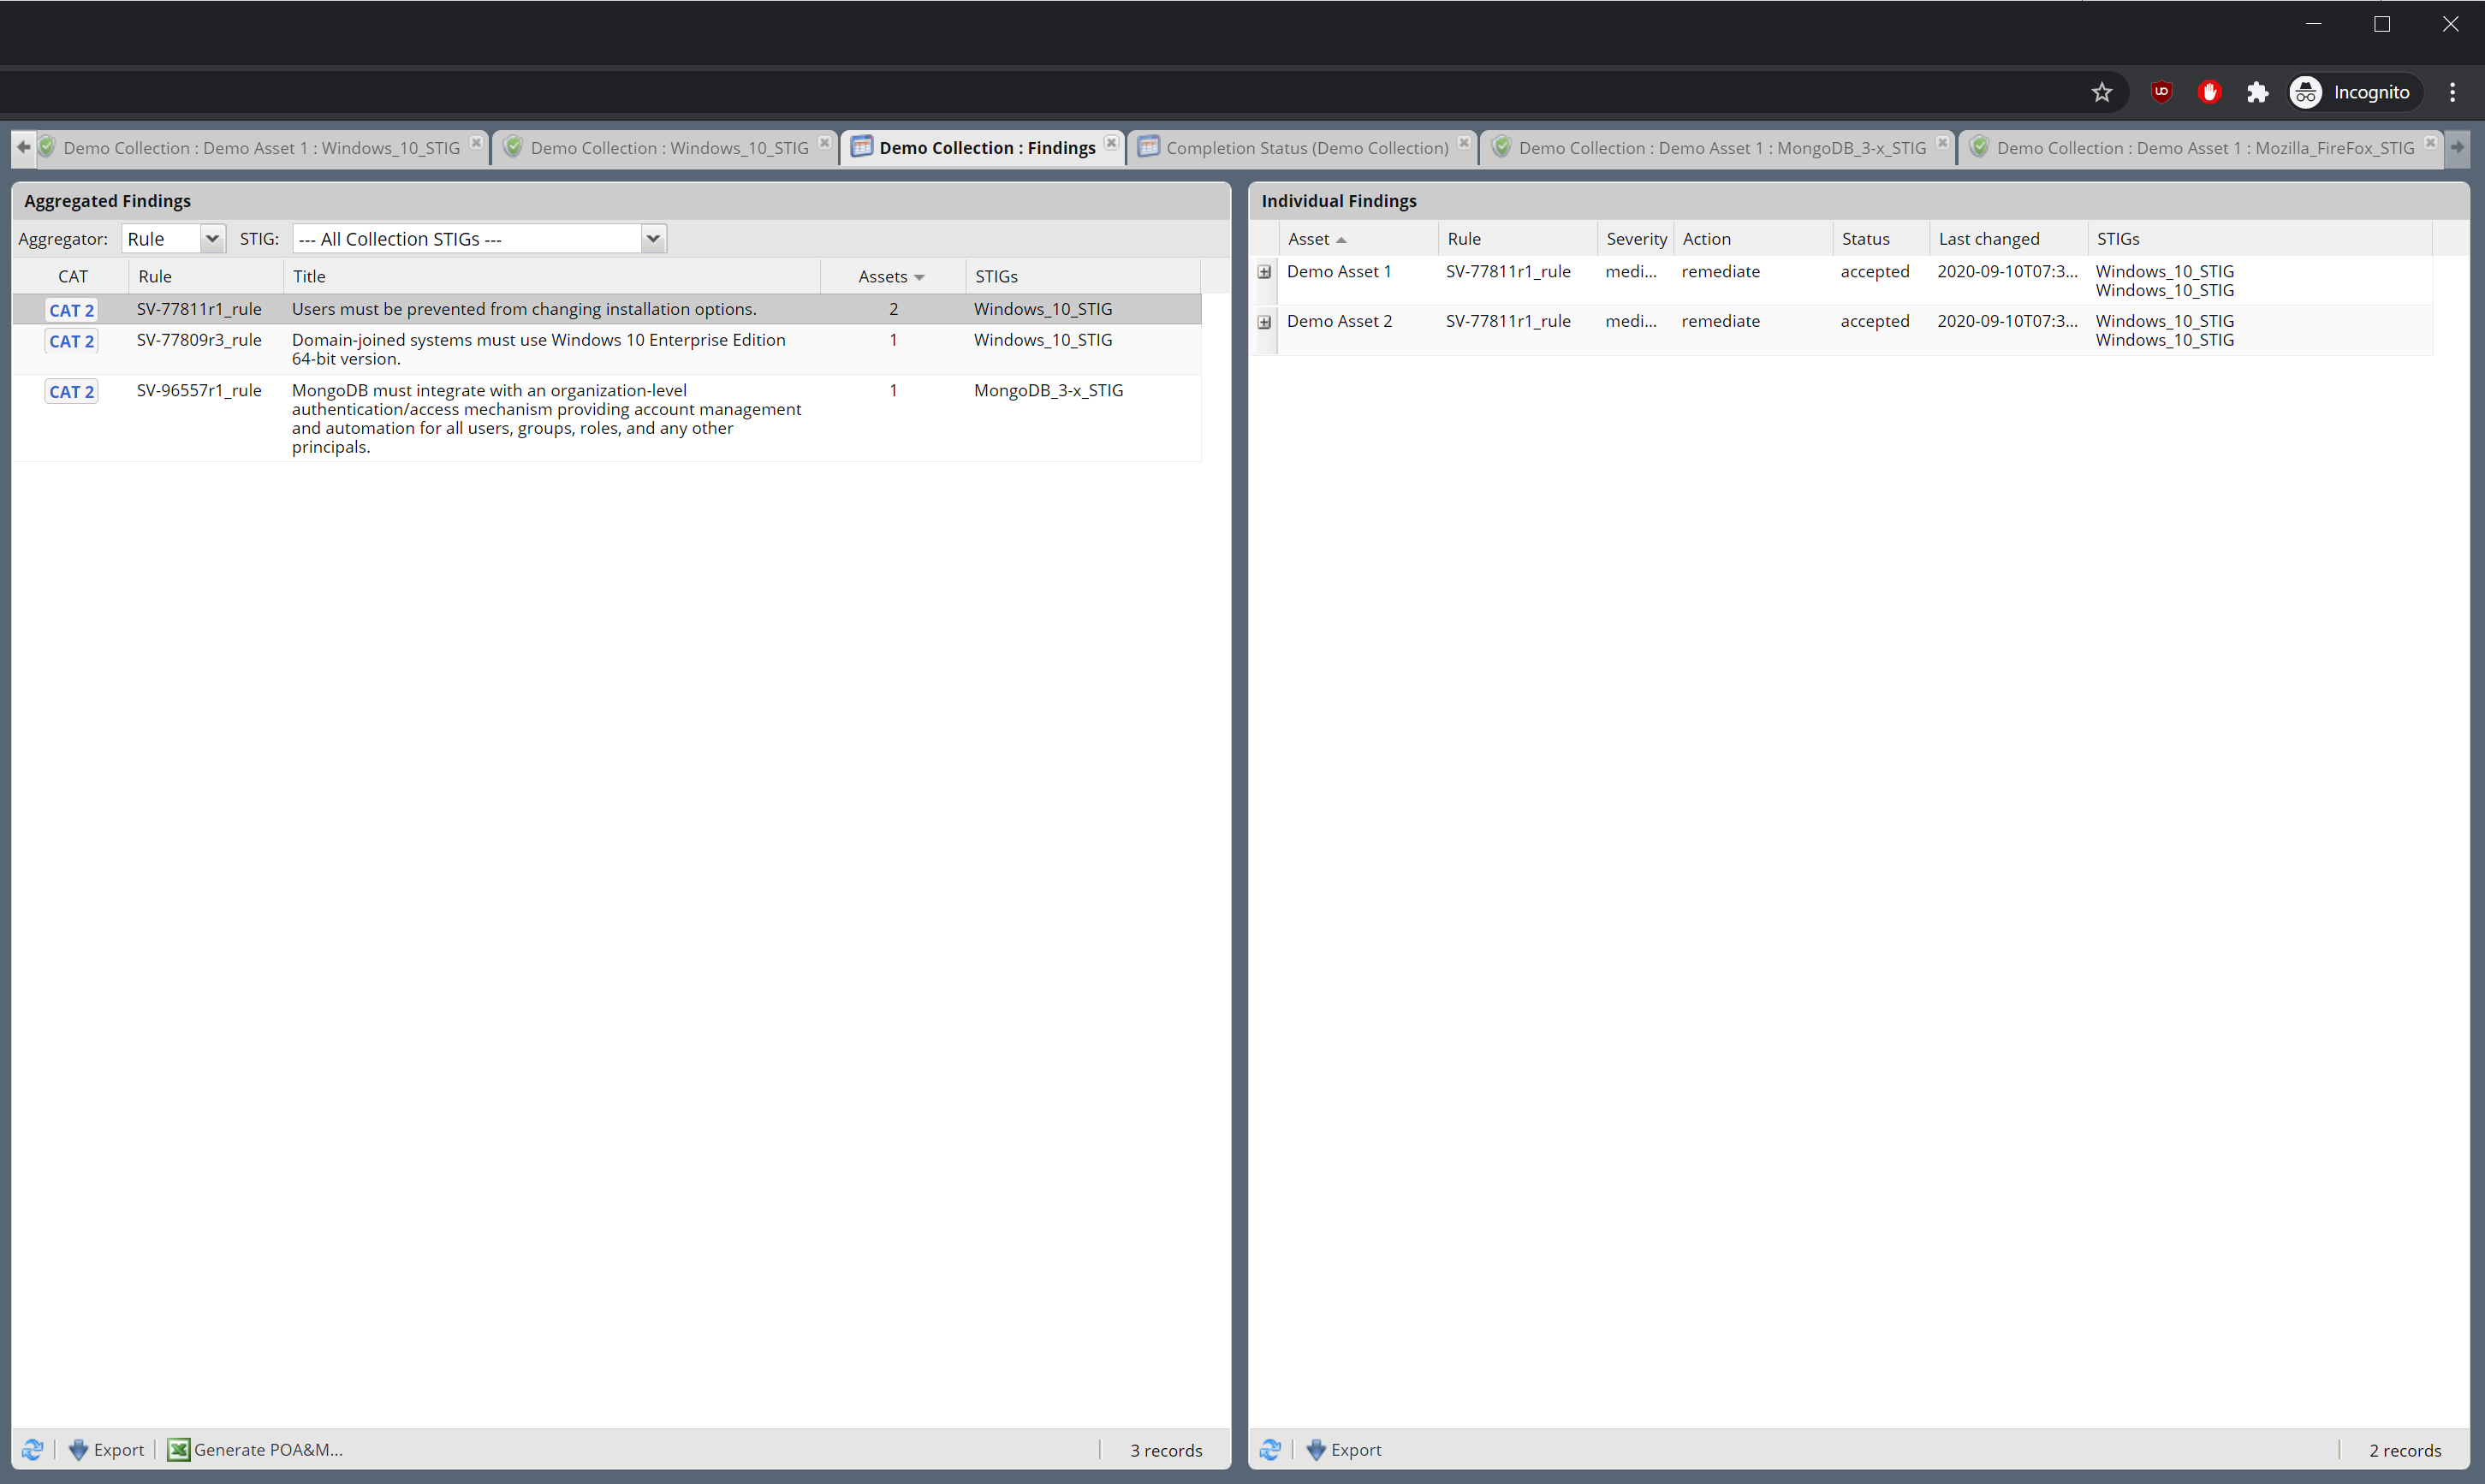 Incognito
Demo Collection : Demo Asset 1 : Windows_10_STIG
Demo Collection : Windows_10_STIG
Demo Collection : Findings
Completion Status (Demo Collection)
Demo Collection : Demo Asset 1 : MongoDB_3-x_STIG
Demo Collection : Demo Asset 1 : Mozilla_FireFox_STIG
Aggregated Findings
Aggregator: Rule STIG: --- All Collection STIGs ---
CAT Rule Title Assets STIGs
CAT 2 SV-77811r1_rule Users must be prevented from changing installation options. 2 Windows_10_STIG
CAT 2 SV-77809r3_rule Domain-joined systems must use Windows 10 Enterprise Edition 1 Windows_10_STIG
64-bit version.
CAT 2 SV-96557r1_rule MongoDB must integrate with an organization-level 1 MongoDB_3-x_STIG
authentication/access mechanism providing account management
and automation for all users, groups, roles, and any other
principals.
Export Generate POA&M... 3 records
Individual Findings
Asset Rule Severity Action Status Last changed STIGs
Demo Asset 1 SV-77811r1_rule medi... remediate accepted 2020-09-10T07:3... Windows_10_STIG
Windows_10_STIG
Demo Asset 2 SV-77811r1_rule medi... remediate accepted 2020-09-10T07:3... Windows_10_STIG
Windows_10_STIG
Export 2 records